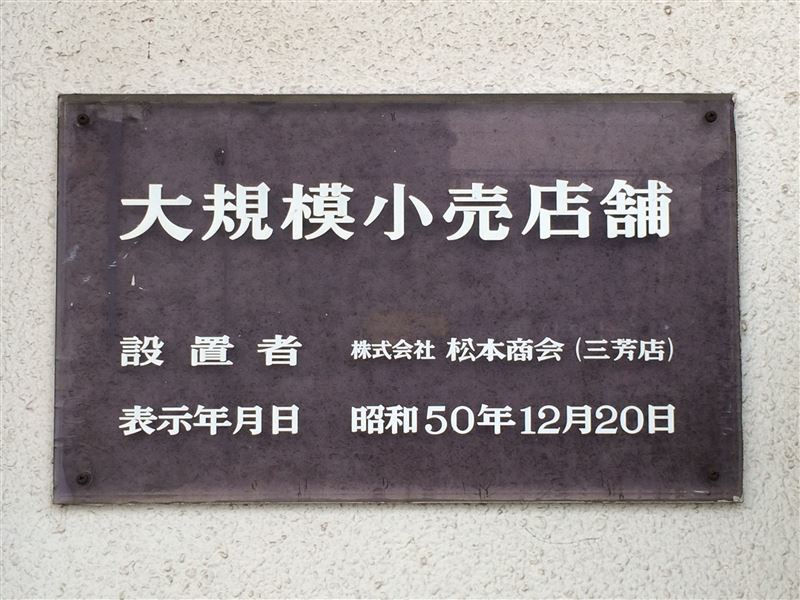 大規模小売店舗
設置者 株式会社 松本商会 (三芳店)
表示年月日 昭和50年12月20日